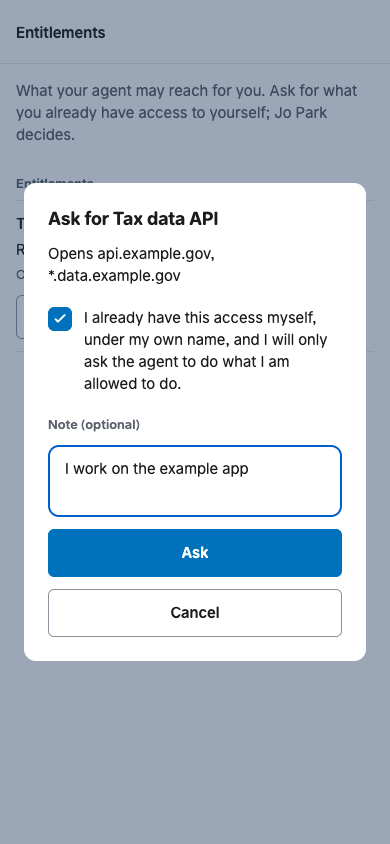 Entitlements
What your agent may reach for you. Ask for what
you already have access to yourself; Jo Park
decides.
Entitlements
Ask for Tax data API
Opens api.example.gov,
*.data.example.gov
I already have this access myself,
under my own name, and I will only
ask the agent to do what I am
allowed to do.
Note (optional)
I work on the example app
Ask
Cancel